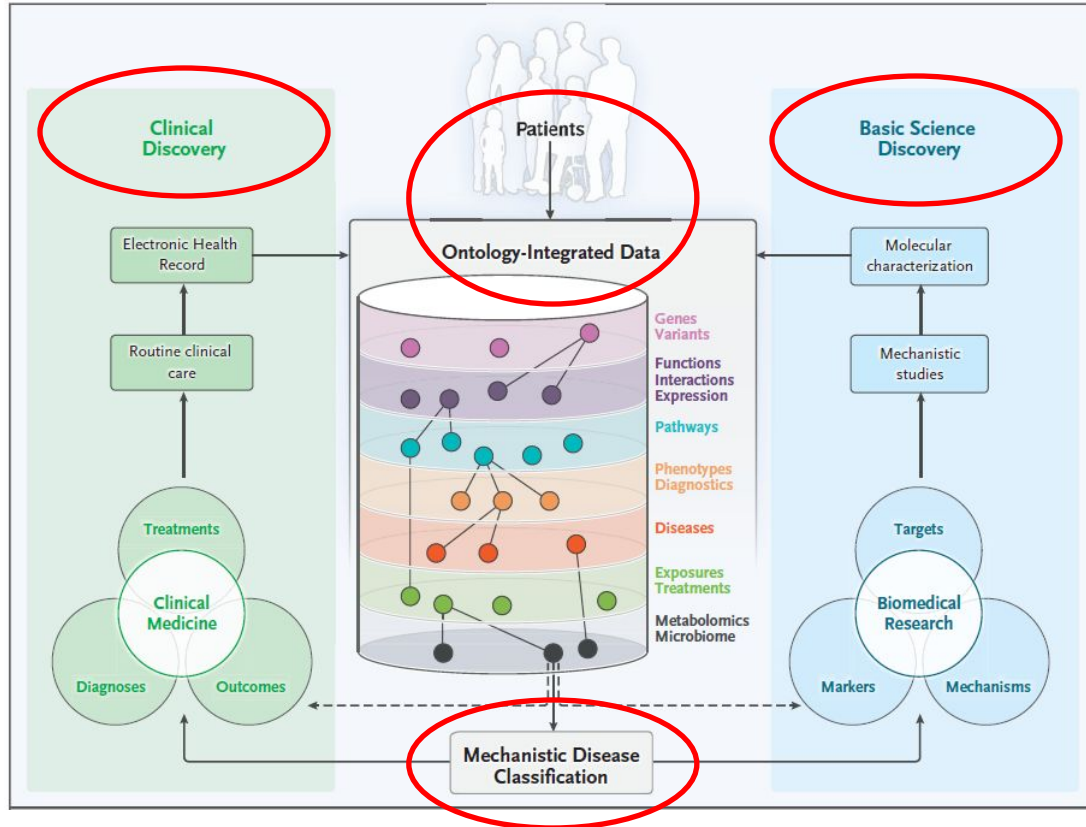 Patients
Clinical
Discovery
Basic Science
Discovery
Electronic Health
Record
Ontology-Integrated Data
Molecular
characterization
Genes
Variants
Routine clinical
care
Functions
Interactions
Expression
Mechanistic
studies
Pathways
Phenotypes
Diagnostics
Treatments
Diseases
Targets
Exposures
Treatments
Clinical
Medicine
Metabolomics
Microbiome
Biomedical
Research
Diagnoses
Outcomes
Markers
Mechanisms
Mechanistic Disease
Classification